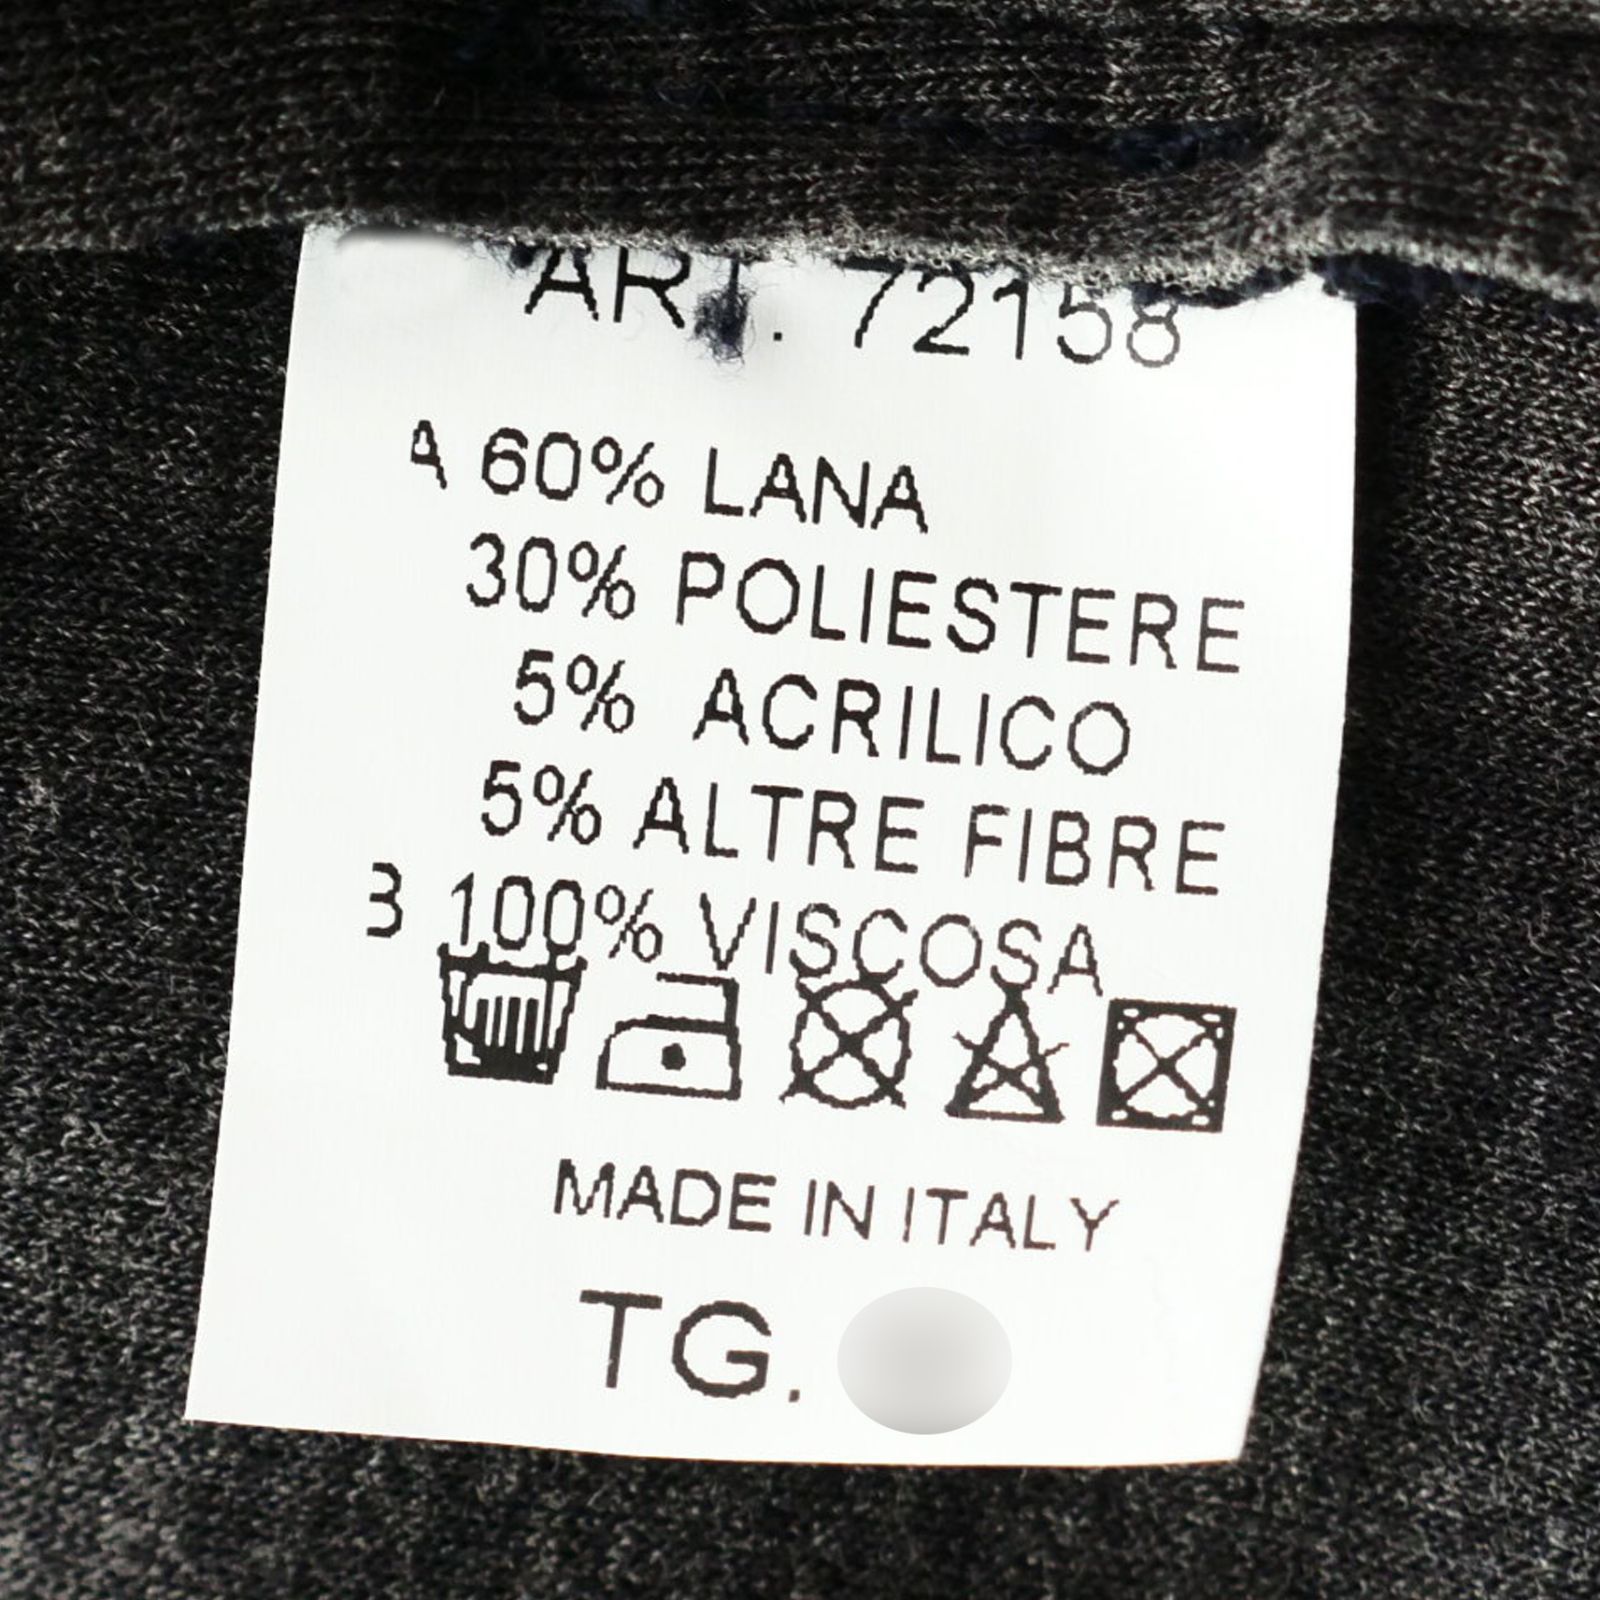 ART. 72158
A 60% LANA
30% POLIESTERE
5% ACRILICO
5% ALTRE FIBRE
B 100% VISCOSA
MADE IN ITALY
TG.